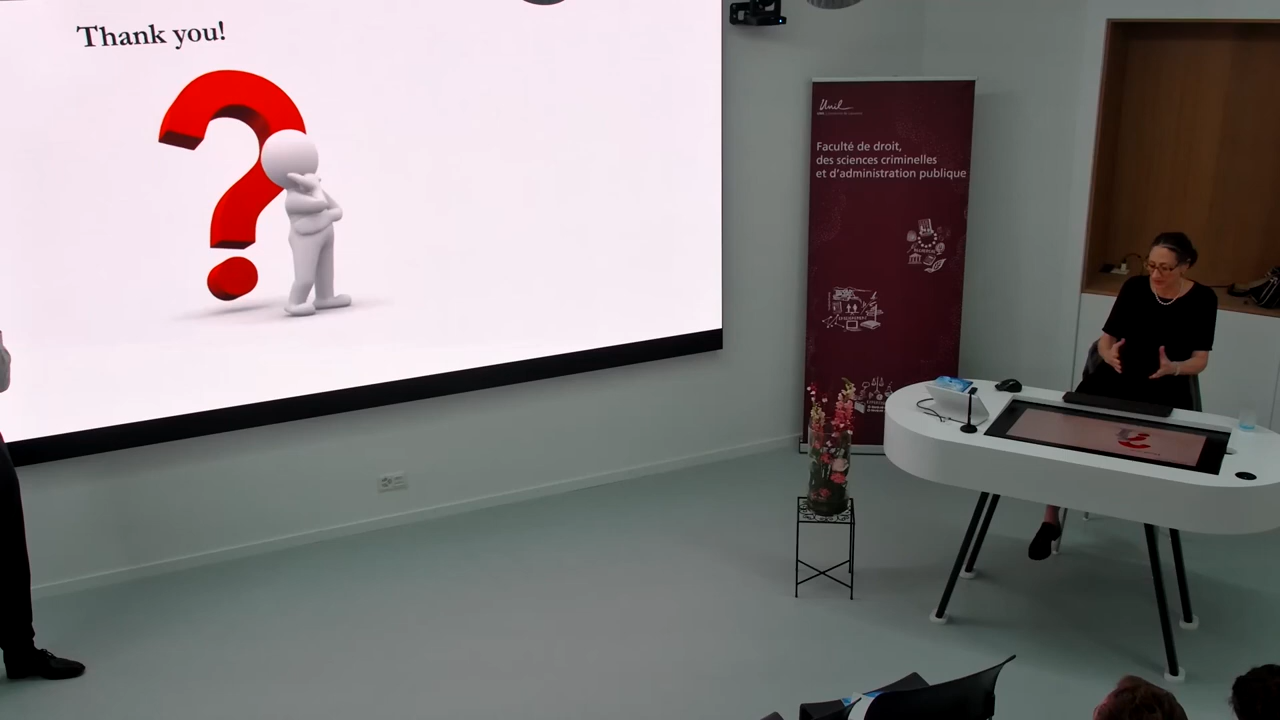 Thank you!
Unil
Faculté de droit,
des sciences criminelles
et d'administration publique